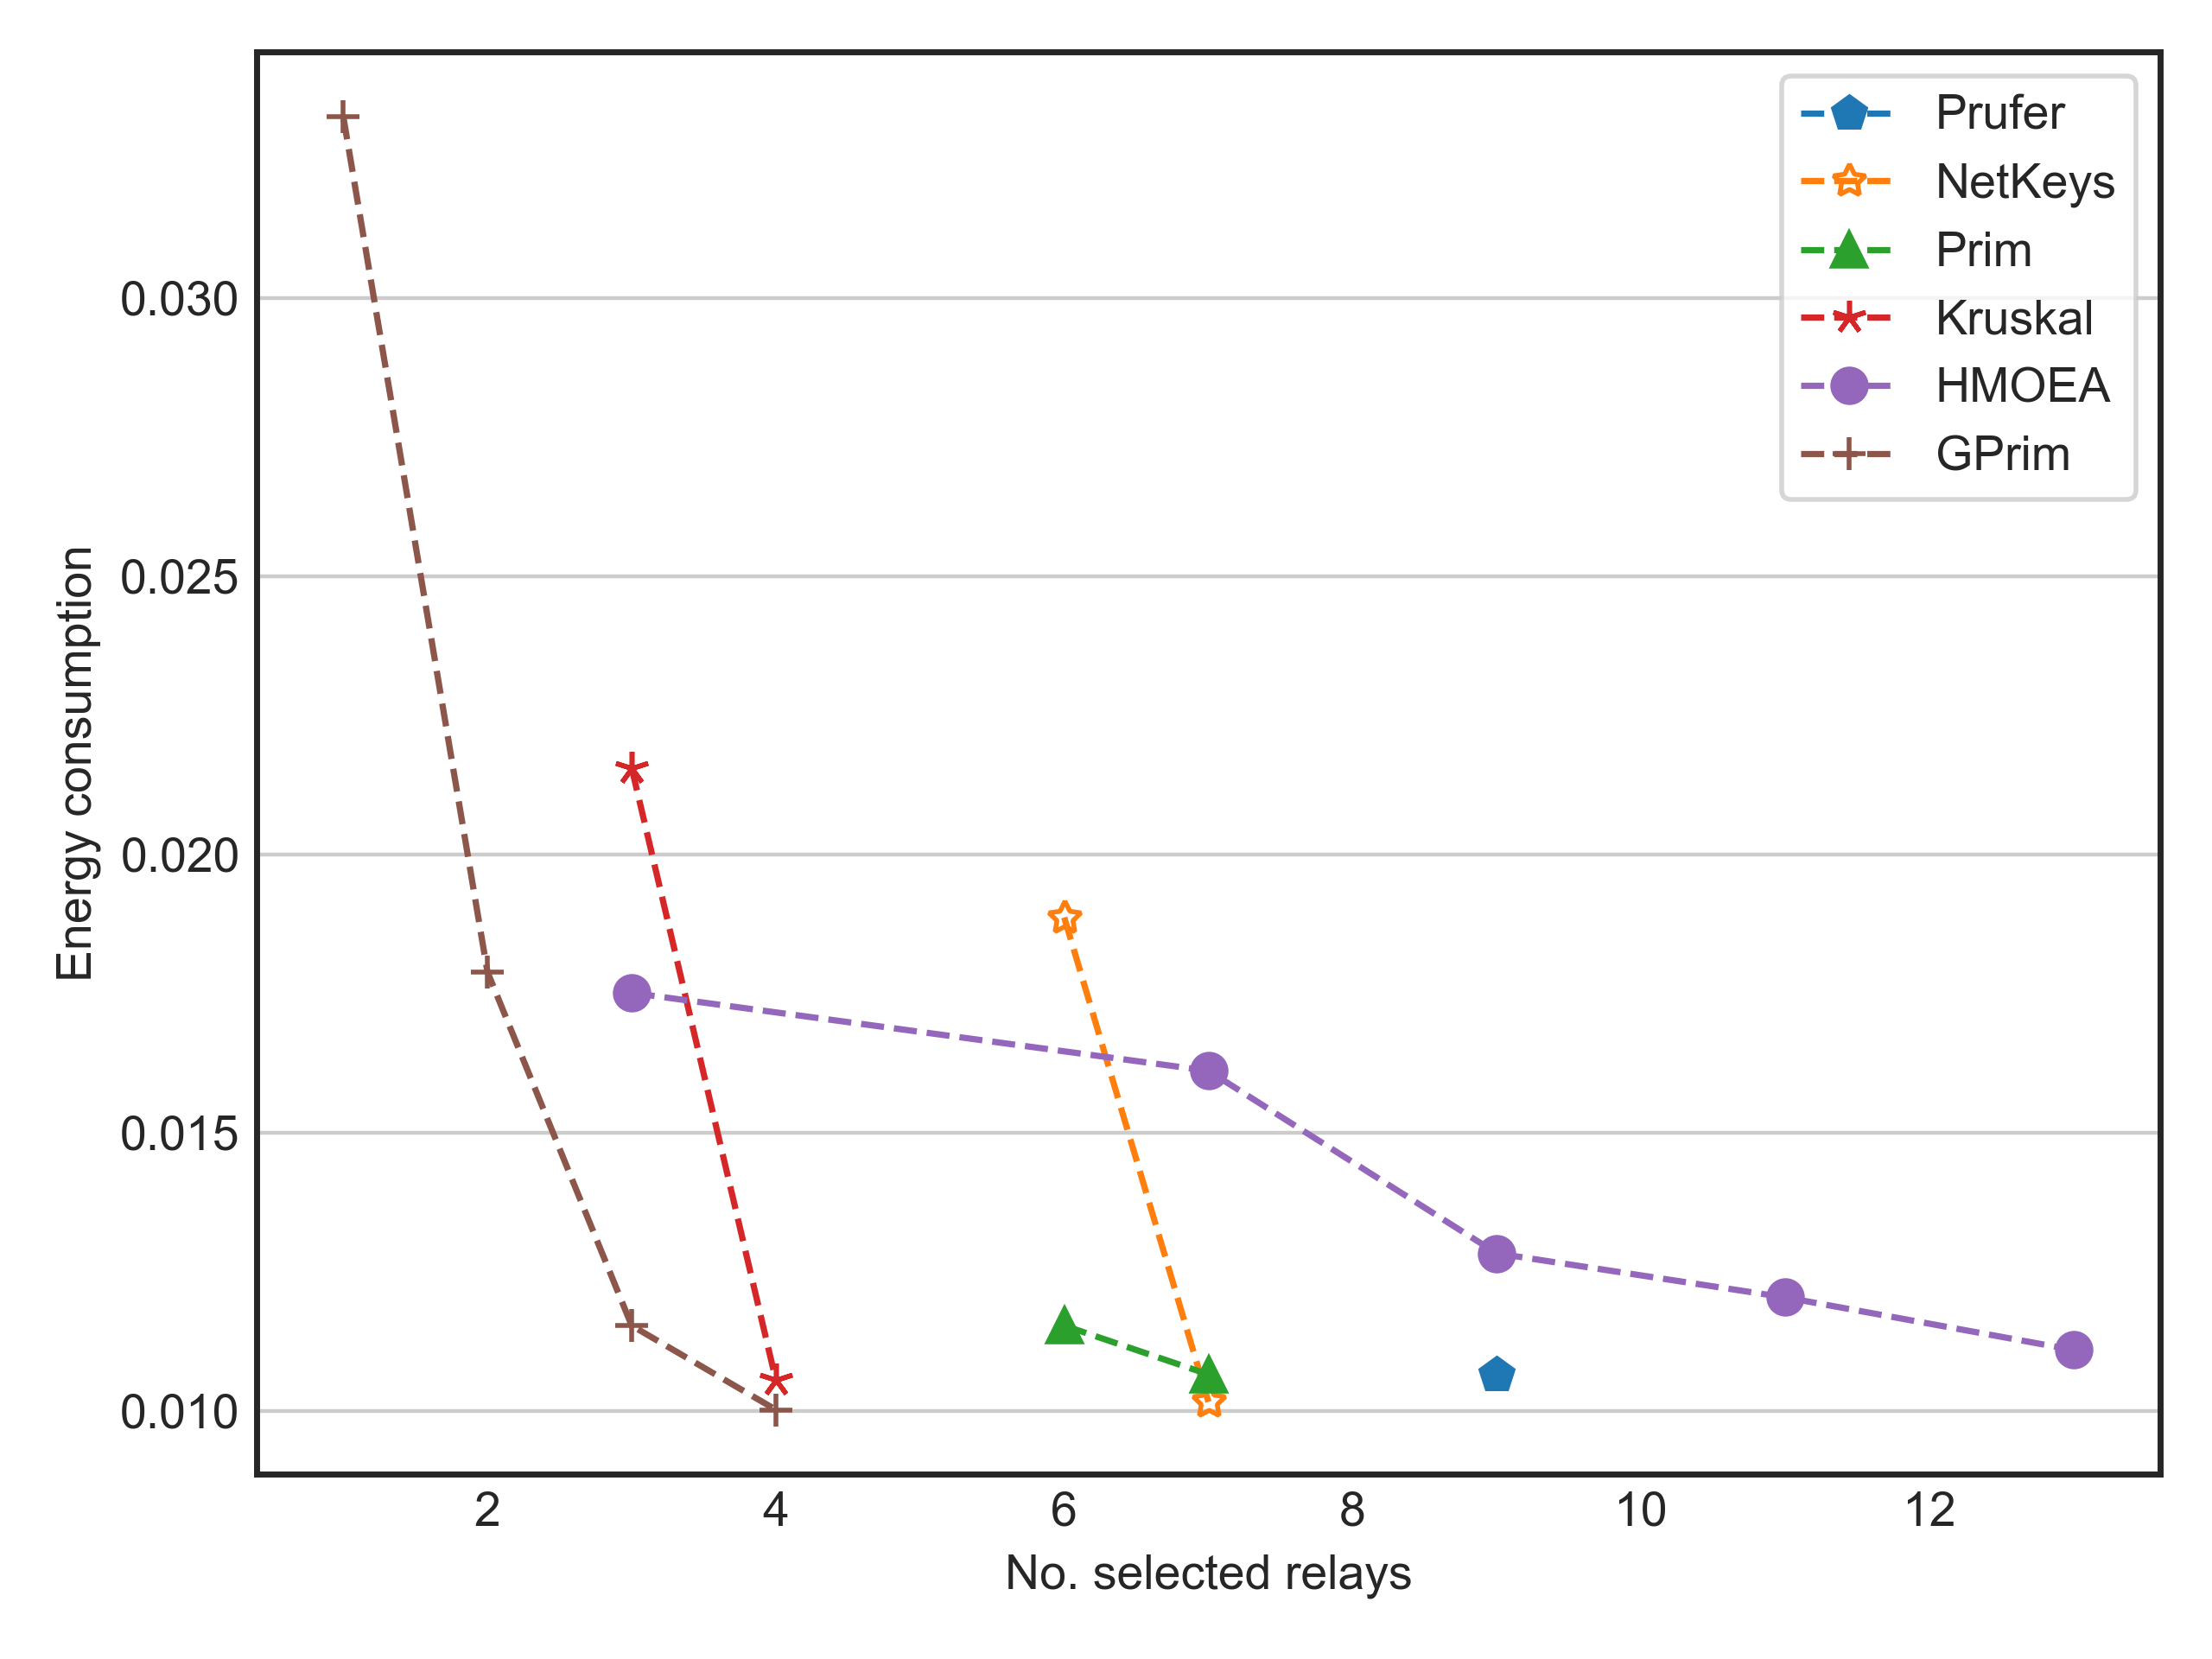 Prufer
NetKeys
Prim
Kruskal
HMOEA
GPrim
0.030
0.025
0.020
0.015
0.010
Energy consumption
2 4 6 8 10 12
No. selected relays